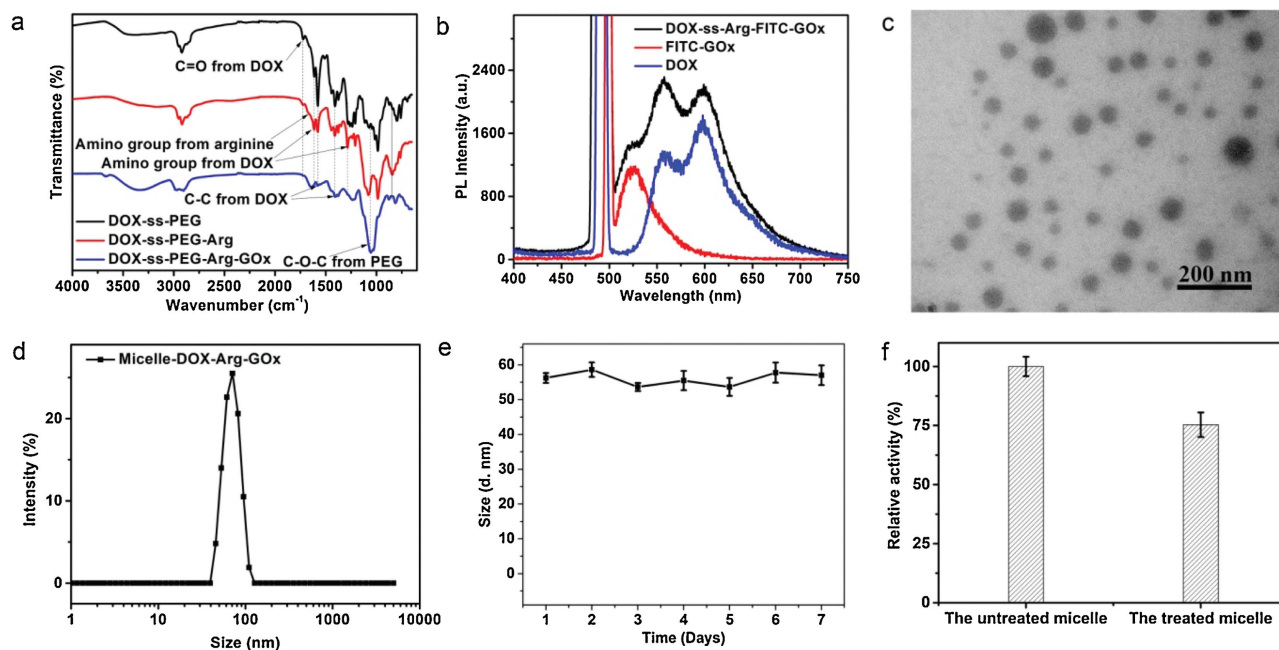 a
Transmittance (%)
C=O from DOX
Amino group from arginine
Amino group from DOX
C-C from DOX
DOX-ss-PEG
DOX-ss-PEG-Arg
DOX-ss-PEG-Arg-GOx
C-O-C from PEG
4000 3500 3000 2500 2000 1500 1000
Wavenumber (cm-1)
b
PL Intensity (a.u.)
2400
1600
800
0
DOX-ss-Arg-FITC-GOx
FITC-GOx
DOX
400 450 500 550 600 650 700 750
Wavelength (nm)
c
200 nm
d
Intensity (%)
20
10
0
Micelle-DOX-Arg-GOx
1 10 100 1000 10000
Size (nm)
e
Size (d. nm)
60
50
40
30
20
10
0
1 2 3 4 5 6 7
Time (Days)
f
Relative activity (%)
100
75
50
25
0
The untreated micelle The treated micelle